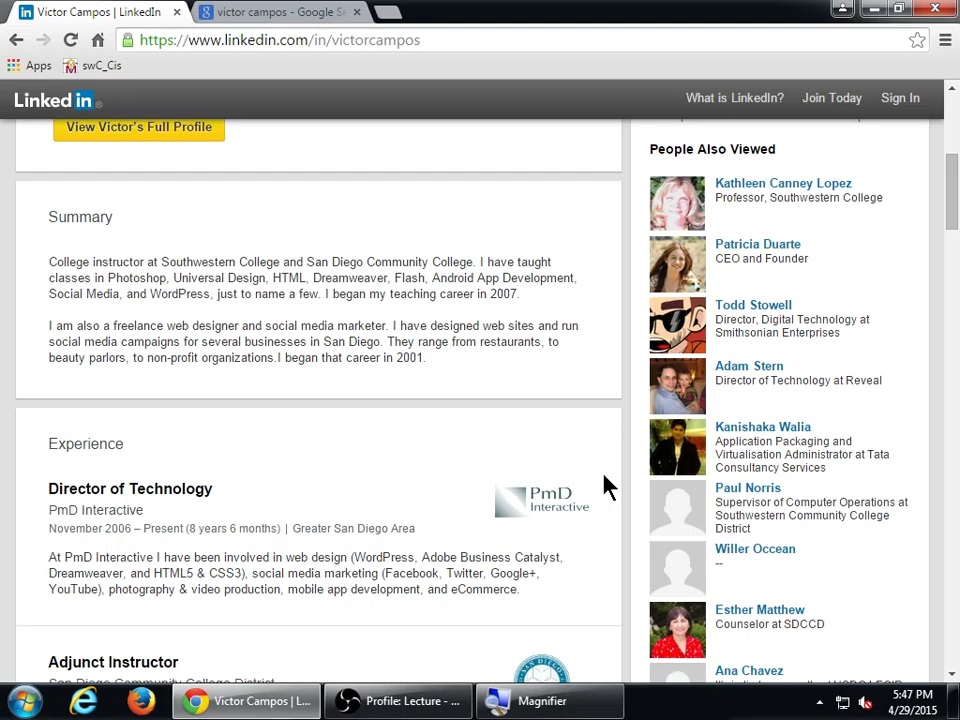 Victor Campos | LinkedIn
victor campos - Google Se
https://www.linkedin.com/in/victorcampos
Apps
swC_Cis
Linked in
What is LinkedIn?
Join Today
Sign In
View Victor's Full Profile
Summary
College instructor at Southwestern College and San Diego Community College. I have taught
classes in Photoshop, Universal Design, HTML, Dreamweaver, Flash, Android App Development,
Social Media, and WordPress, just to name a few. I began my teaching career in 2007.
I am also a freelance web designer and social media marketer. I have designed web sites and run
social media campaigns for several businesses in San Diego. They range from restaurants, to
beauty parlors, to non-profit organizations.I began that career in 2001.
Experience
Director of Technology
PmD Interactive
November 2006 – Present (8 years 6 months) | Greater San Diego Area
PmD
Interactive
At PmD Interactive I have been involved in web design (WordPress, Adobe Business Catalyst,
Dreamweaver, and HTML5 & CSS3), social media marketing (Facebook, Twitter, Google+,
YouTube), photography & video production, mobile app development, and eCommerce.
Adjunct Instructor
San Diego Community College District
People Also Viewed
Kathleen Canney Lopez
Professor, Southwestern College
Patricia Duarte
CEO and Founder
Todd Stowell
Director, Digital Technology at
Smithsonian Enterprises
Adam Stern
Director of Technology at Reveal
Kanishaka Walia
Application Packaging and
Virtualisation Administrator at Tata
Consultancy Services
Paul Norris
Supervisor of Computer Operations at
Southwestern Community College
District
Willer Occean
--
Esther Matthew
Counselor at SDCCD
Ana Chavez
Victor Campos | L...
Profile: Lecture - ...
Magnifier
5:47 PM
4/29/2015